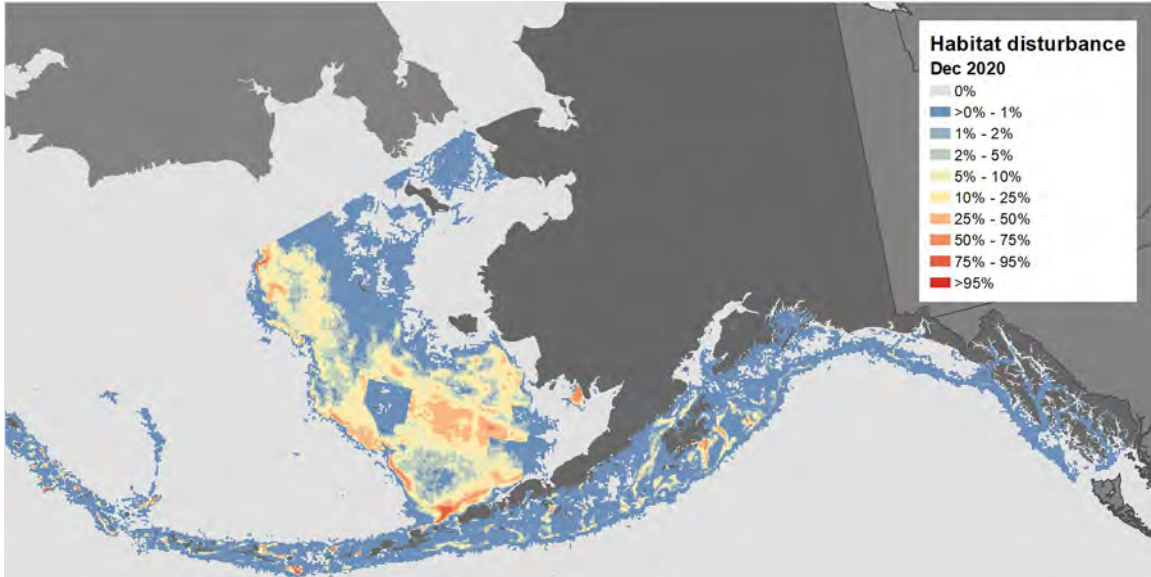 Habitat disturbance
Dec 2020
0%
>0% - 1%
1% - 2%
2% - 5%
5% - 10%
10% - 25%
25% - 50%
50% - 75%
75% - 95%
>95%